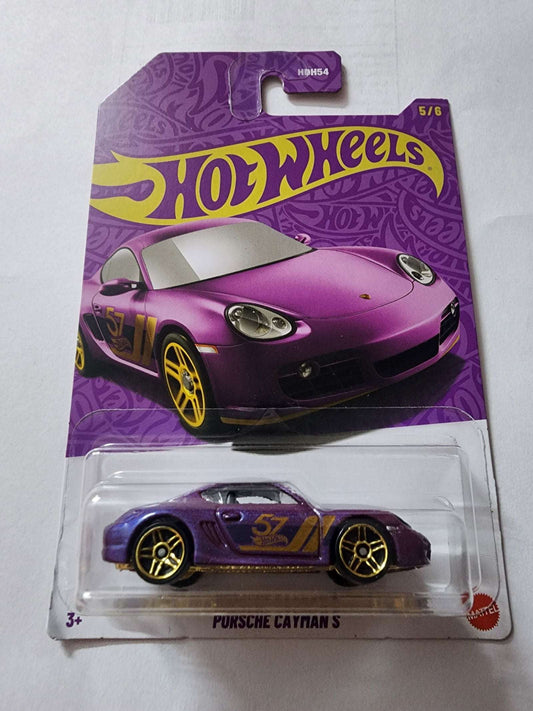 HDH54
5/6
HOT WHEELS
®
57
57
3+
PORSCHE CAYMAN S
MATTEL